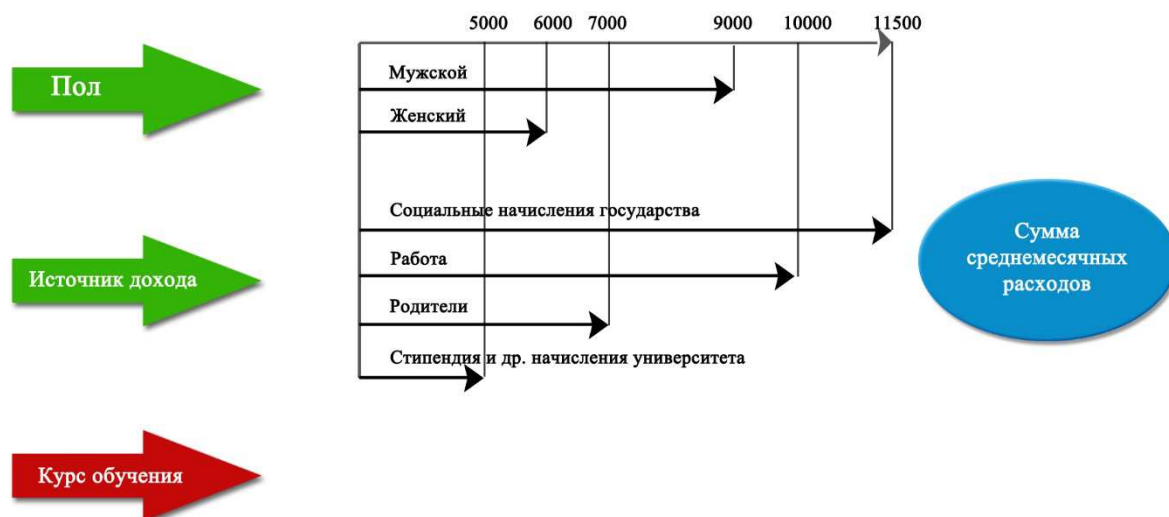 5000 6000 7000 9000 10000 11500
Пол
Мужской
Женский
Социальные начисления государства
Источник дохода
Работа
Родители
Стипендия и др. начисления университета
Сумма
среднемесячных
расходов
Курс обучения